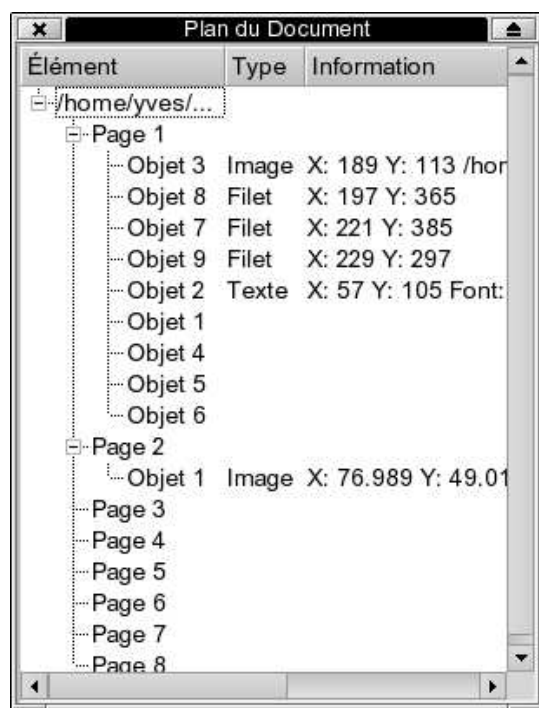 Plan du Document
Élément Type Information
/home/yves/...
Page 1
Objet 3 Image X: 189 Y: 113 /hor
Objet 8 Filet X: 197 Y: 365
Objet 7 Filet X: 221 Y: 385
Objet 9 Filet X: 229 Y: 297
Objet 2 Texte X: 57 Y: 105 Font:
Objet 1
Objet 4
Objet 5
Objet 6
Page 2
Objet 1 Image X: 76.989 Y: 49.01
Page 3
Page 4
Page 5
Page 6
Page 7
Page 8